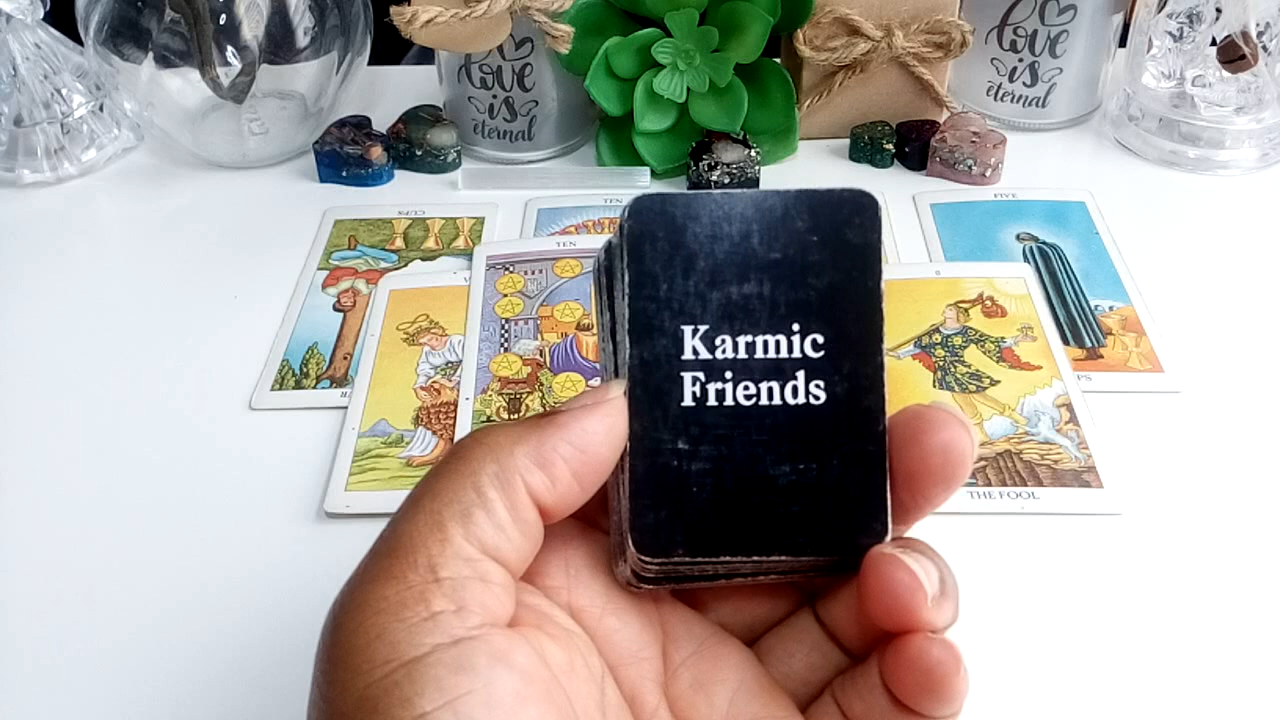 love
is
eternal
love
is
eternal
CUPS
TEN
FIVE
TEN
Karmic
Friends
THE FOOL